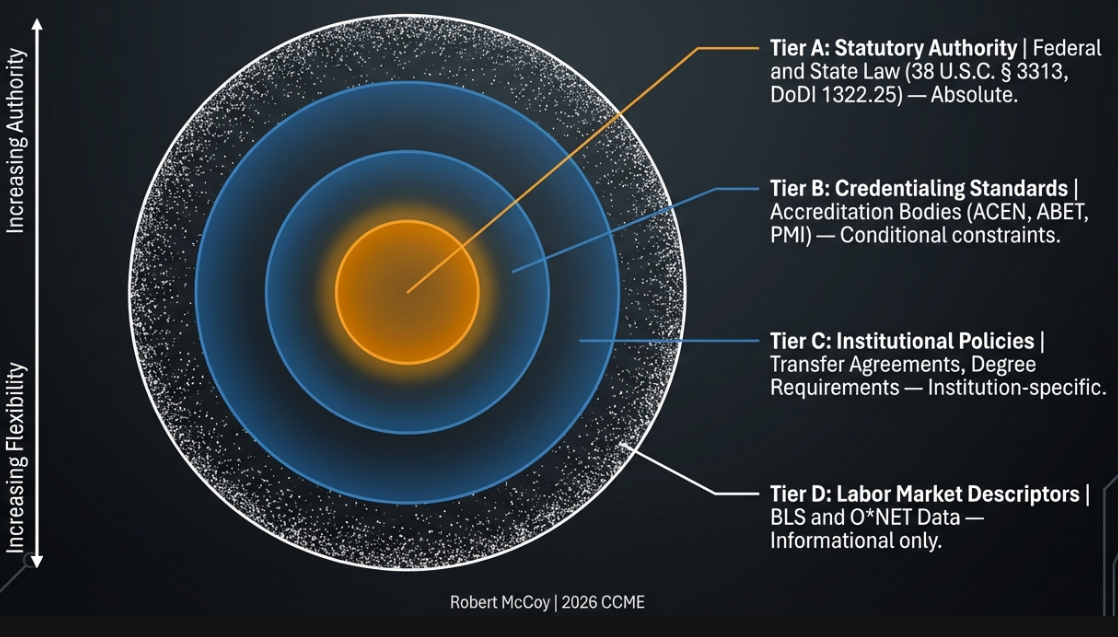 Increasing Authority
Increasing Flexibility
Tier A: Statutory Authority | Federal
and State Law (38 U.S.C. § 3313,
DoDI 1322.25) — Absolute.
Tier B: Credentialing Standards |
Accreditation Bodies (ACEN, ABET,
PMI) — Conditional constraints.
Tier C: Institutional Policies |
Transfer Agreements, Degree
Requirements — Institution-specific.
Tier D: Labor Market Descriptors |
BLS and O*NET Data —
Informational only.
Robert McCoy | 2026 CCME